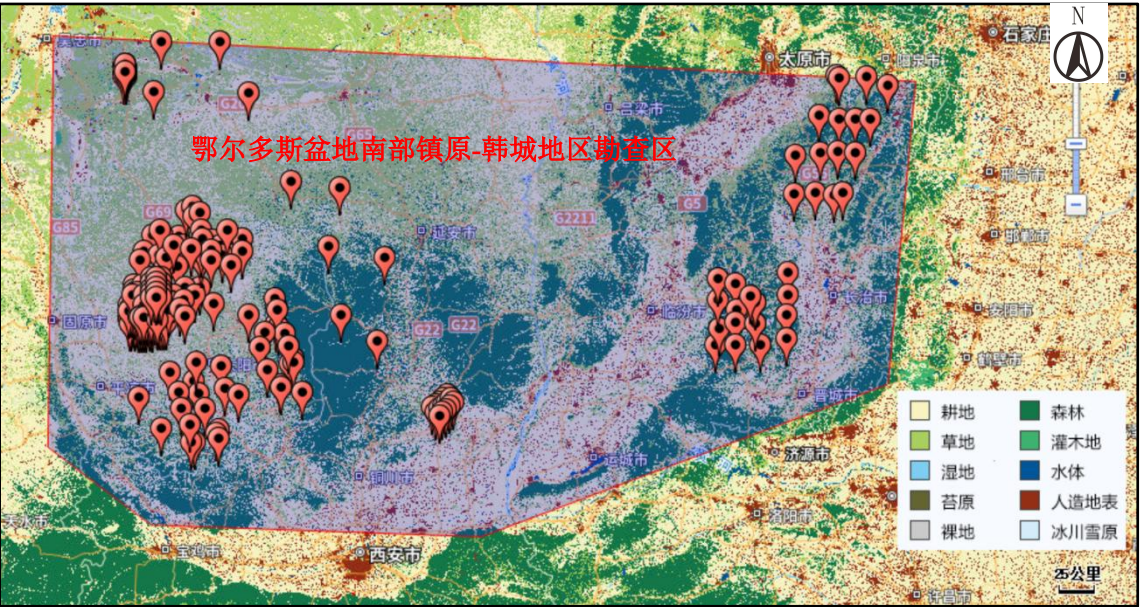 N
吴忠市
石家庄
太原市
阳泉市
吕梁市
G20
G65
鄂尔多斯盆地南部镇原-韩城地区勘查区
邢台市
G69
G5
G2211
G85
延安市
邯郸市
长治市
临汾市
安阳市
固原市
G22
G22
鹤壁市
平凉市
阳
晋城市
耕地
森林
草地
灌木地
运城市
济源市
湿地
水体
铜川市
苔原
人造地表
洛阳市
天水市
裸地
冰川雪原
宝鸡市
西安市
25公里
许昌市